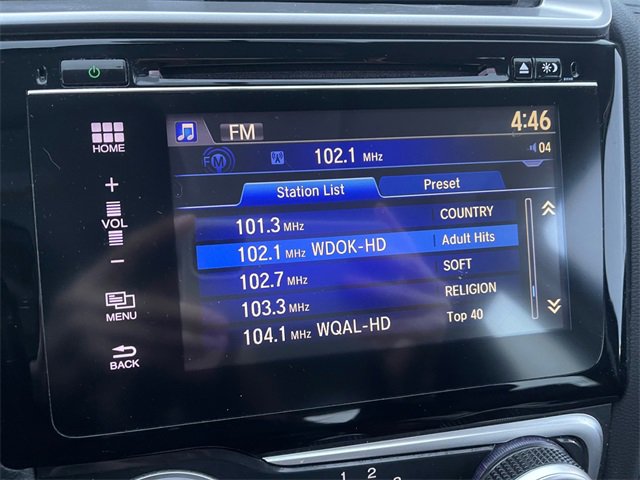 HOME
+
VOL
−
MENU
BACK
FM
4:46
FM
102.1 MHz
04
Station List
Preset
101.3 MHz COUNTRY
102.1 MHz WDOK-HD Adult Hits
102.7 MHz SOFT
103.3 MHz RELIGION
104.1 MHz WQAL-HD Top 40
1 2